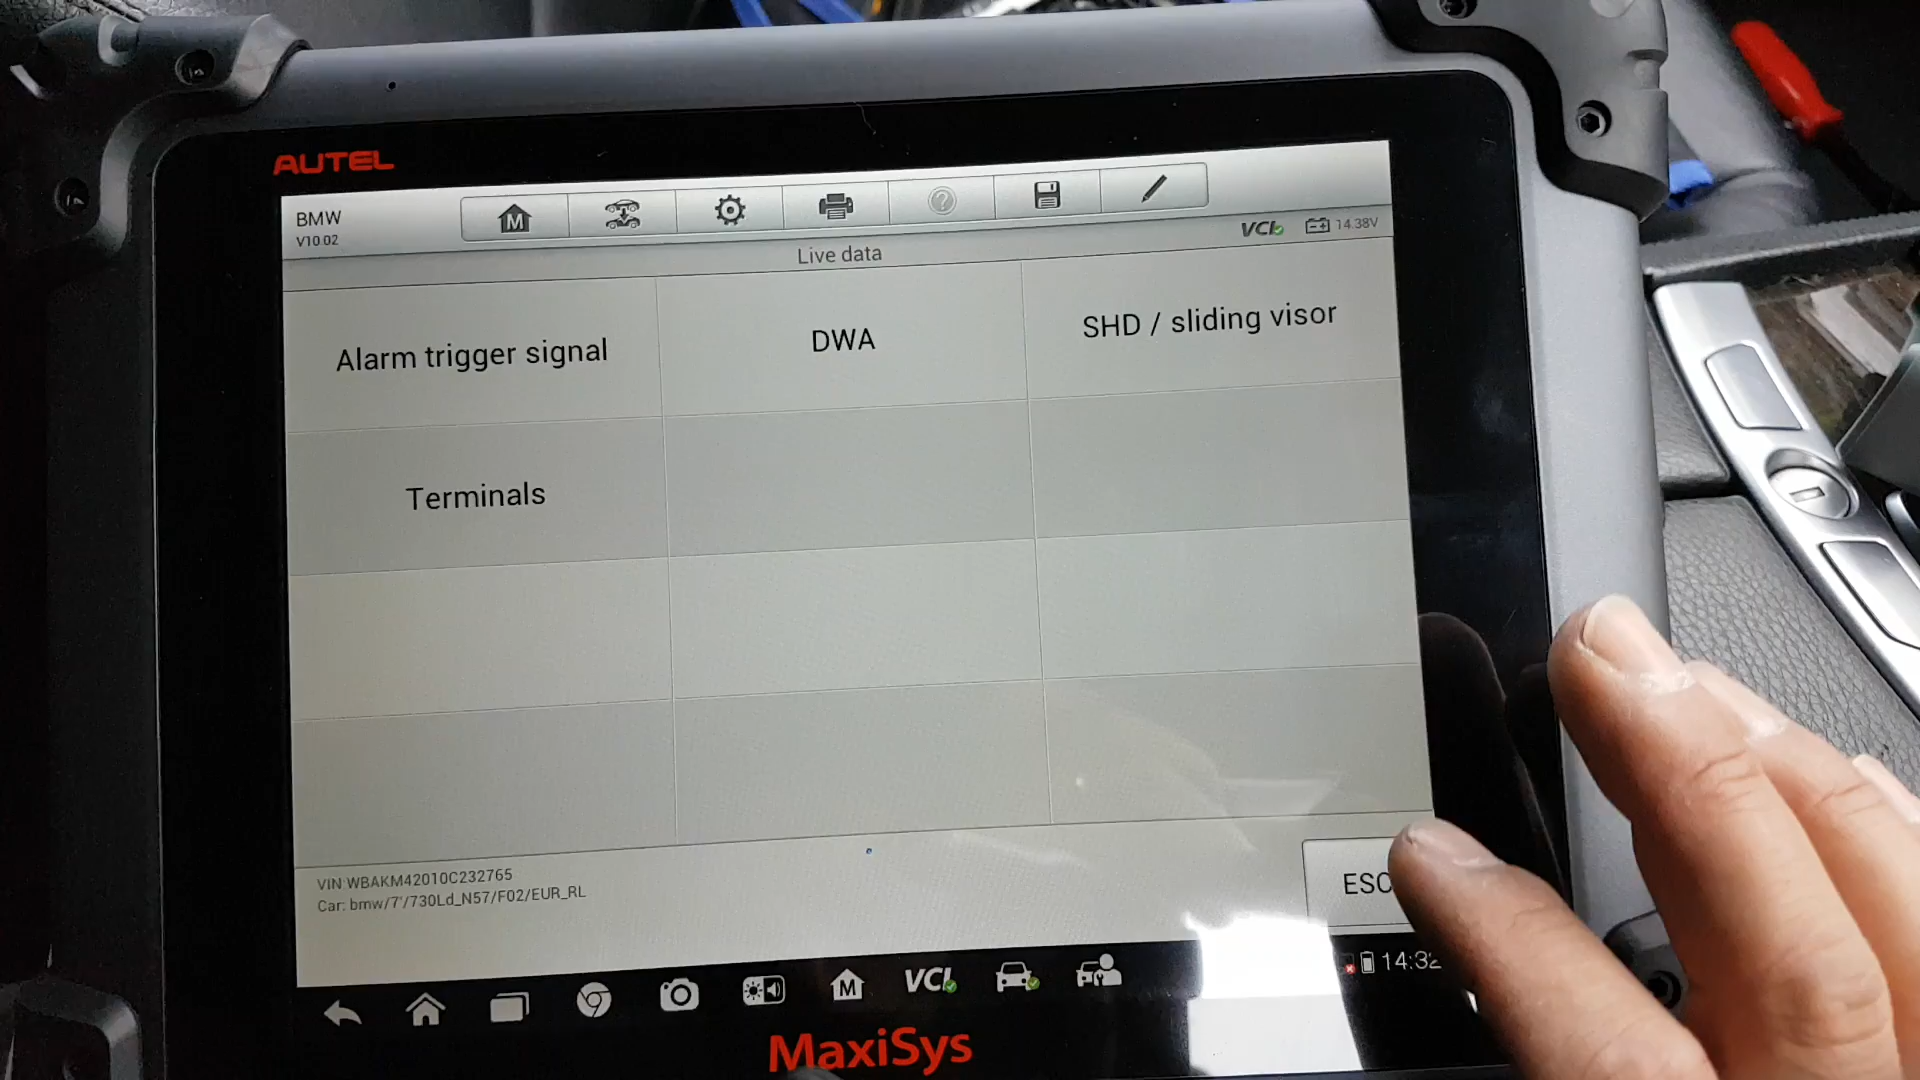 AUTEL
BMW
V10.02
M
VCI
14.38V
Live data
Alarm trigger signal
DWA
SHD / sliding visor
Terminals
VIN:WBAKM42010C232765
Car: bmw/7'/730Ld_N57/F02/EUR_RL
ESC
M
VCI
14:32
MaxiSys